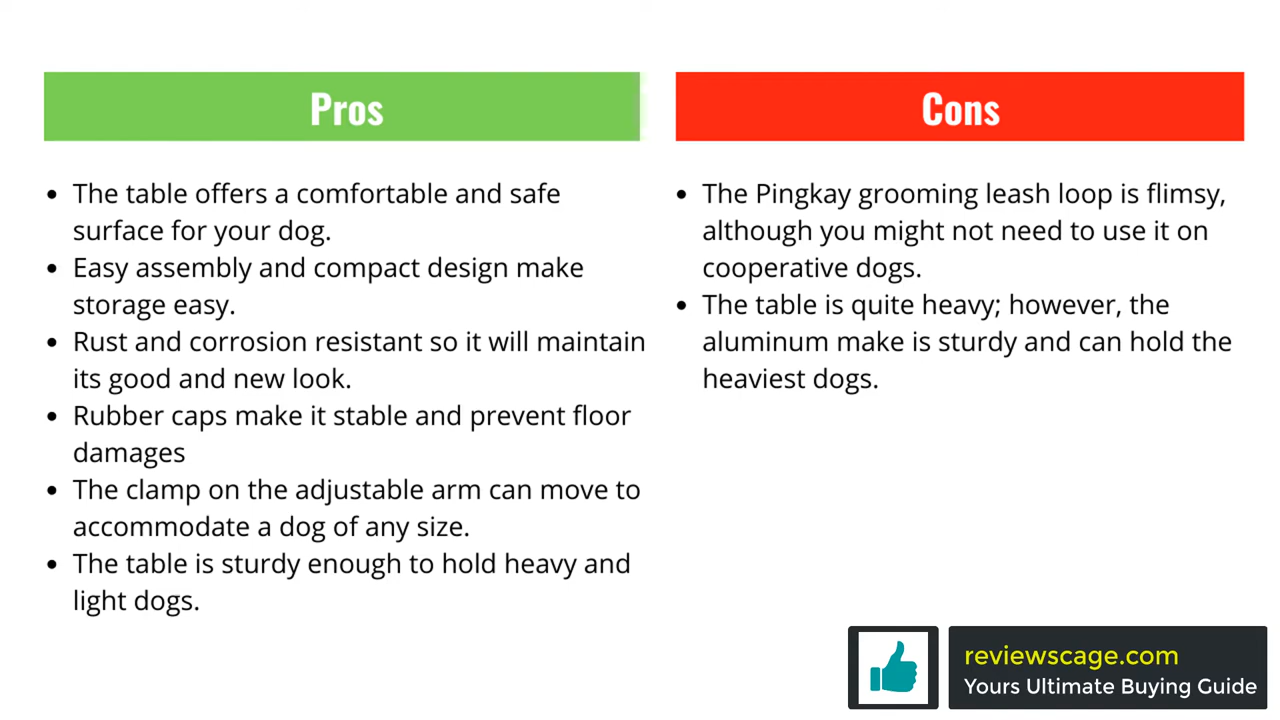 Pros
• The table offers a comfortable and safe
surface for your dog.
• Easy assembly and compact design make
storage easy.
• Rust and corrosion resistant so it will maintain
its good and new look.
• Rubber caps make it stable and prevent floor
damages
• The clamp on the adjustable arm can move to
accommodate a dog of any size.
• The table is sturdy enough to hold heavy and
light dogs.
Cons
• The Pingkay grooming leash loop is flimsy,
although you might not need to use it on
cooperative dogs.
• The table is quite heavy; however, the
aluminum make is sturdy and can hold the
heaviest dogs.
reviewscage.com
Yours Ultimate Buying Guide